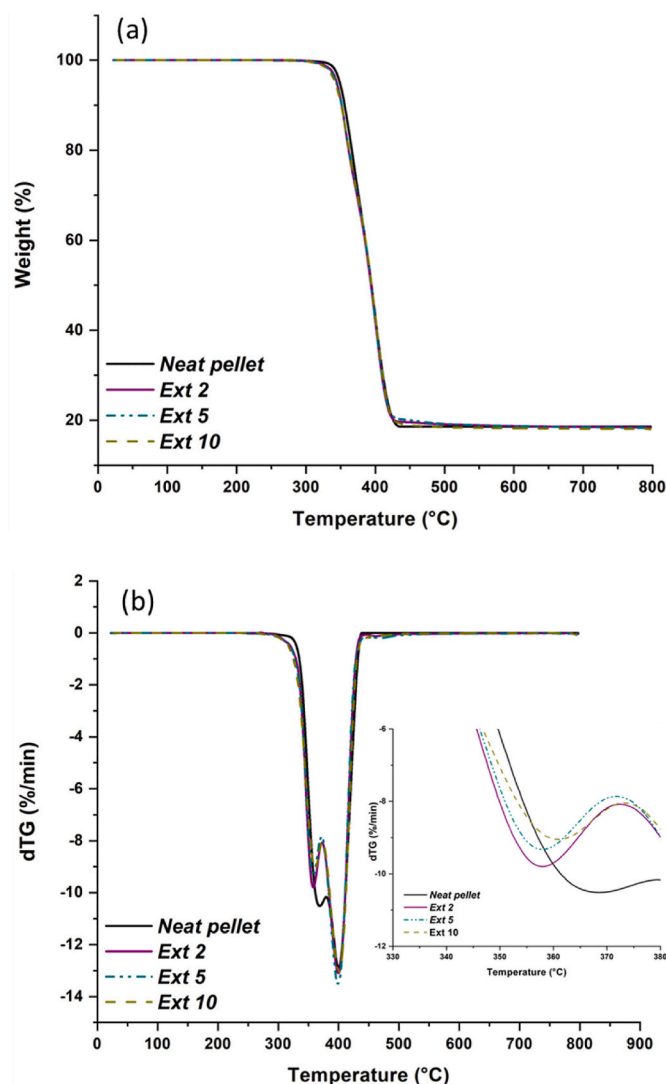 (a)
100
80
60
40
20
Weight (%)
Neat pellet
Ext 2
Ext 5
Ext 10
0 100 200 300 400 500 600 700 800
Temperature (°C)
(b)
2
0
-2
-4
-6
-8
-10
-12
-14
dTG (%/min)
Neat pellet
Ext 2
Ext 5
Ext 10
0 100 200 300 400 500 600 700 800 900
Temperature (°C)
-6
-8
-10
-12
dTG (%/min)
Neat pellet
Ext 2
Ext 5
Ext 10
330 340 350 360 370 380
Temperature (°C)